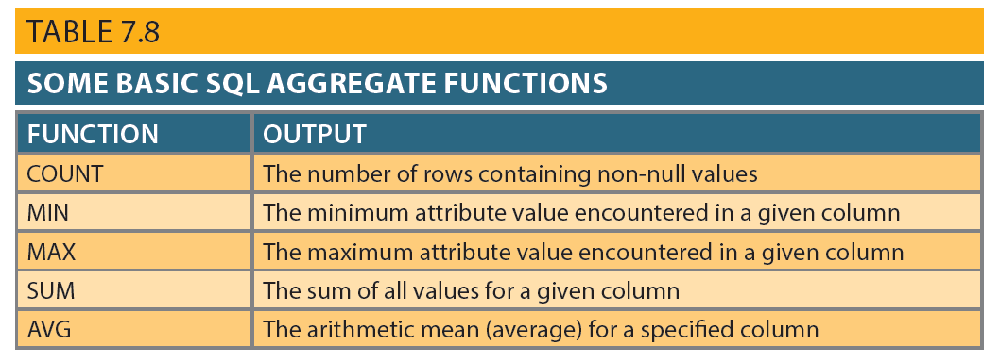 TABLE 7.8
SOME BASIC SQL AGGREGATE FUNCTIONS
FUNCTION OUTPUT
COUNT The number of rows containing non-null values
MIN The minimum attribute value encountered in a given column
MAX The maximum attribute value encountered in a given column
SUM The sum of all values for a given column
AVG The arithmetic mean (average) for a specified column